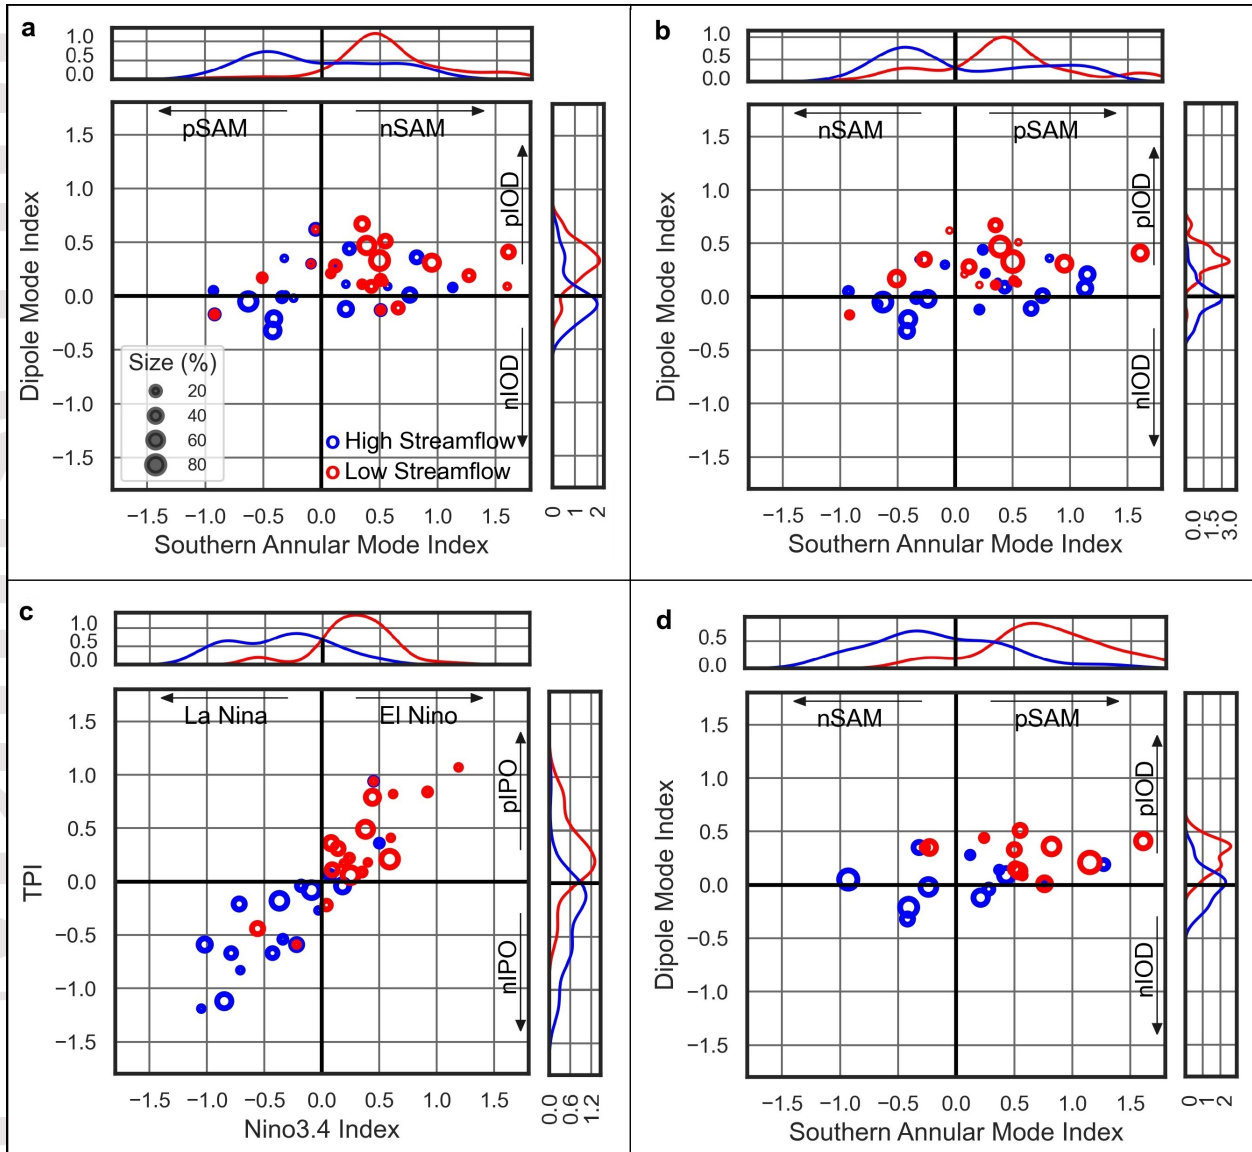 a
1.0
0.5
0.0
pSAM
nSAM
1.5
1.0
0.5
0.0
−0.5
−1.0
−1.5
Dipole Mode Index
pIOD
nIOD
Size (%)
20
40
60
80
High Streamflow
Low Streamflow
−1.5 −1.0 −0.5 0.0 0.5 1.0 1.5
Southern Annular Mode Index
0 1 2
b
1.0
0.5
0.0
nSAM
pSAM
1.5
1.0
0.5
0.0
−0.5
−1.0
−1.5
Dipole Mode Index
pIOD
nIOD
−1.5 −1.0 −0.5 0.0 0.5 1.0 1.5
Southern Annular Mode Index
0.0 1.5 3.0
c
1.0
0.5
0.0
La Nina
El Nino
1.5
1.0
0.5
0.0
−0.5
−1.0
−1.5
TPI
pIPO
nIPO
−1.5 −1.0 −0.5 0.0 0.5 1.0 1.5
Nino3.4 Index
0.0 0.6 1.2
d
0.5
0.0
nSAM
pSAM
1.5
1.0
0.5
0.0
−0.5
−1.0
−1.5
Dipole Mode Index
pIOD
nIOD
−1.5 −1.0 −0.5 0.0 0.5 1.0 1.5
Southern Annular Mode Index
0 1 2